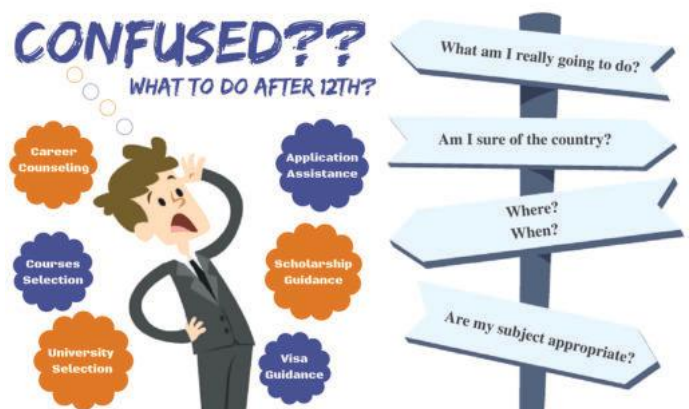 CONFUSED??
WHAT TO DO AFTER 12TH?
Career
Counseling
Application
Assistance
Courses
Selection
Scholarship
Guidance
University
Selection
Visa
Guidance
What am I really going to do?
Am I sure of the country?
Where?
When?
Are my subject appropriate?